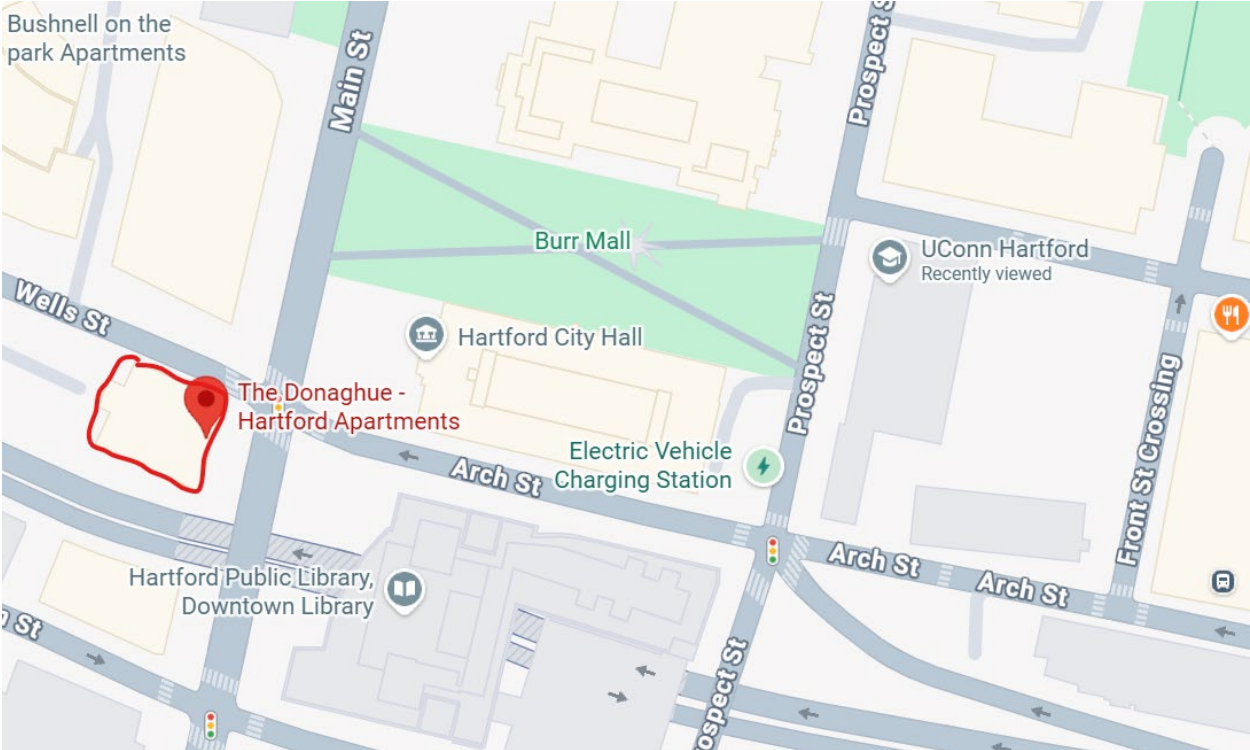 Bushnell on the
park Apartments
Main St
Prospect S
Burr Mall
UConn Hartford
Recently viewed
Wells St
Hartford City Hall
Prospect St
The Donaghue -
Hartford Apartments
Front St Crossing
Electric Vehicle
Charging Station
Arch St
Arch St
Arch St
Hartford Public Library,
Downtown Library
St
rospect St